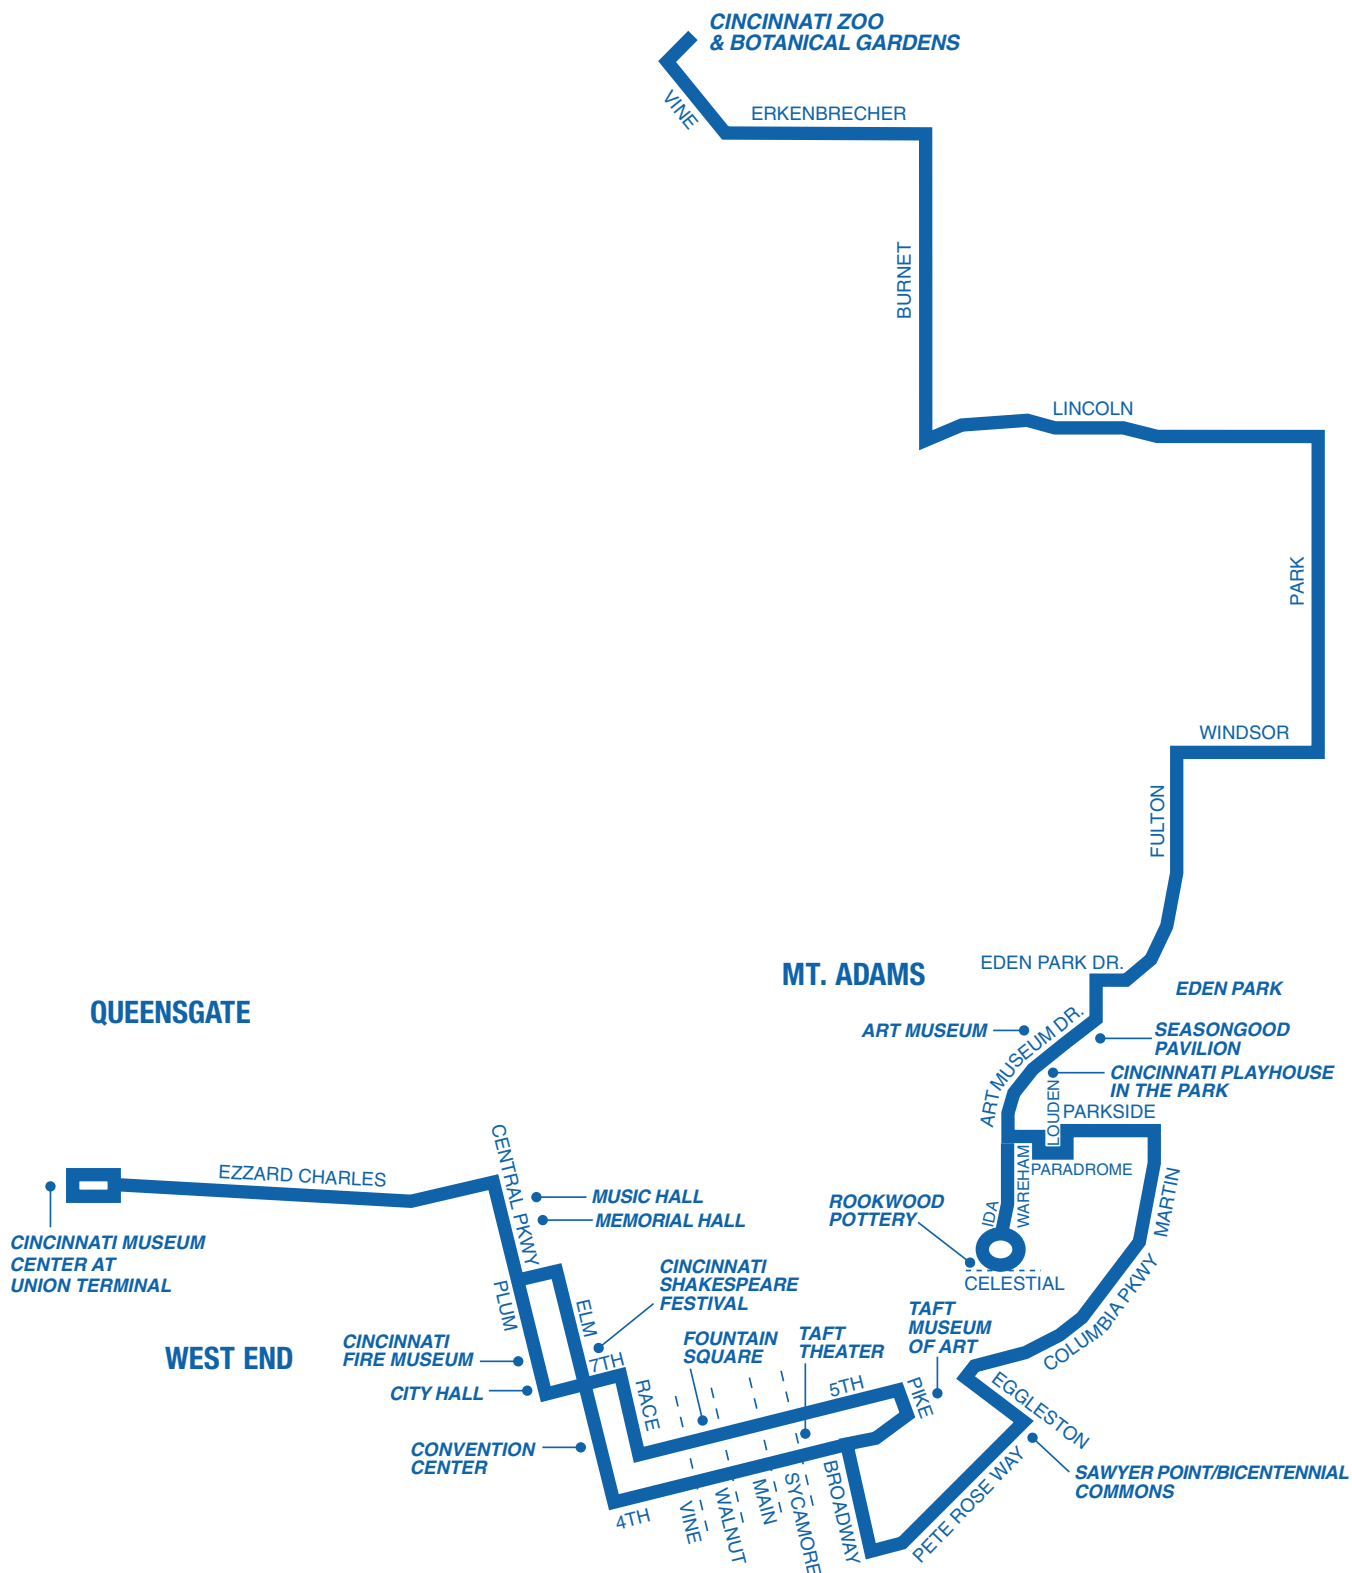 CINCINNATI ZOO
& BOTANICAL GARDENS
VINE
ERKENBRECHER
BURNET
LINCOLN
PARK
WINDSOR
FULTON
MT. ADAMS
EDEN PARK DR.
EDEN PARK
QUEENSGATE
ART MUSEUM
ART MUSEUM DR.
SEASONGOOD
PAVILION
CINCINNATI PLAYHOUSE
IN THE PARK
LOUDEN
PARKSIDE
CENTRAL PKWY
EZZARD CHARLES
WAREHAM
PARADROME
MARTIN
MUSIC HALL
MEMORIAL HALL
ROOKWOOD
POTTERY
IDA
CINCINNATI MUSEUM
CENTER AT
UNION TERMINAL
CINCINNATI
SHAKESPEARE
FESTIVAL
CELESTIAL
COLUMBIA PKWY
PLUM
ELM
TAFT
MUSEUM
OF ART
WEST END
CINCINNATI
FIRE MUSEUM
FOUNTAIN
SQUARE
TAFT
THEATER
7TH
CITY HALL
RACE
5TH
PIKE
EGGLESTON
CONVENTION
CENTER
SAWYER POINT/BICENTENNIAL
COMMONS
4TH
VINE
WALNUT
MAIN
SYCAMORE
BROADWAY
PETE ROSE WAY